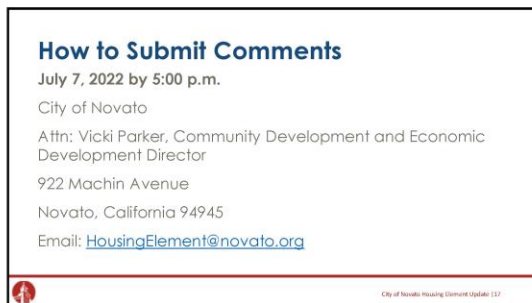 How to Submit Comments
July 7, 2022 by 5:00 p.m.
City of Novato
Attn: Vicki Parker, Community Development and Economic
Development Director
922 Machin Avenue
Novato, California 94945
Email: HousingElement@novato.org
City of Novato Housing Element Update |17